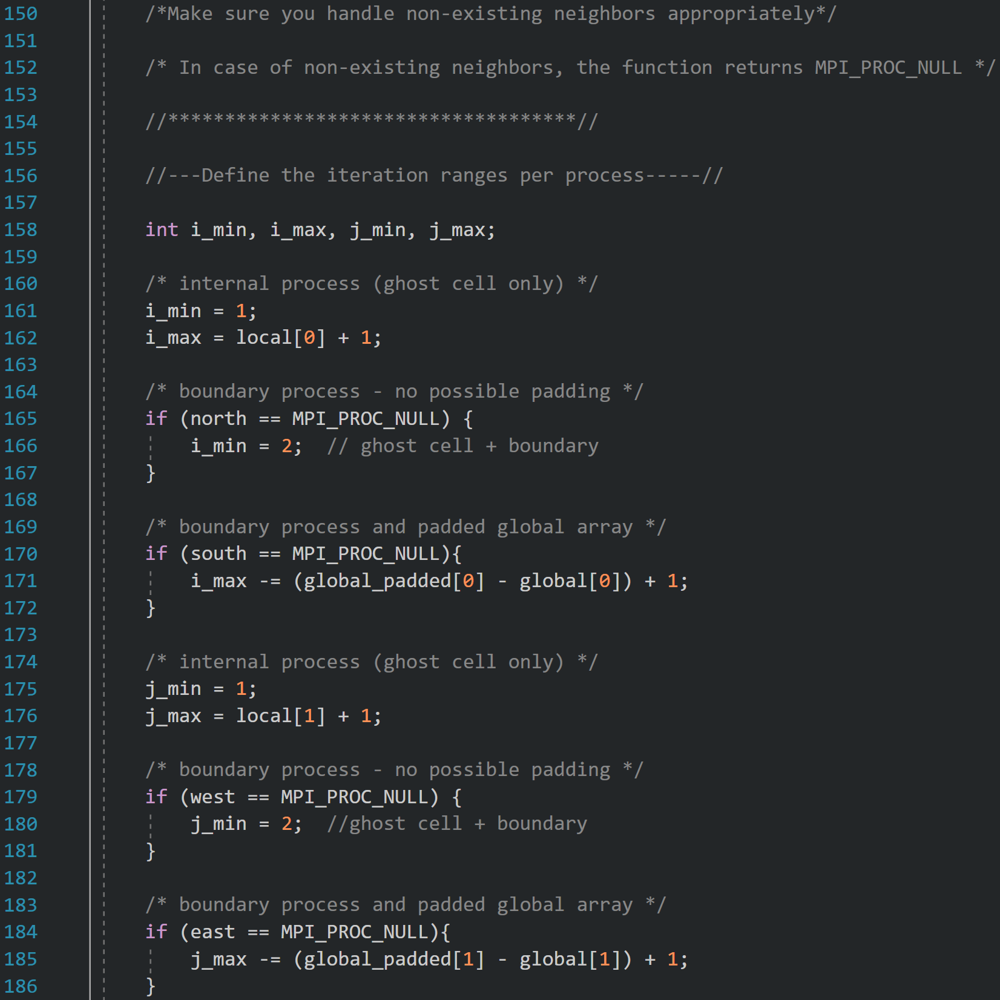 150 /*Make sure you handle non-existing neighbors appropriately*/
151
152 /* In case of non-existing neighbors, the function returns MPI_PROC_NULL */
153
154 //************************************//
155
156 //---Define the iteration ranges per process-----//
157
158 int i_min, i_max, j_min, j_max;
159
160 /* internal process (ghost cell only) */
161 i_min = 1;
162 i_max = local[0] + 1;
163
164 /* boundary process - no possible padding */
165 if (north == MPI_PROC_NULL) {
166     i_min = 2;  // ghost cell + boundary
167 }
168
169 /* boundary process and padded global array */
170 if (south == MPI_PROC_NULL){
171     i_max -= (global_padded[0] - global[0]) + 1;
172 }
173
174 /* internal process (ghost cell only) */
175 j_min = 1;
176 j_max = local[1] + 1;
177
178 /* boundary process - no possible padding */
179 if (west == MPI_PROC_NULL) {
180     j_min = 2;  //ghost cell + boundary
181 }
182
183 /* boundary process and padded global array */
184 if (east == MPI_PROC_NULL){
185     j_max -= (global_padded[1] - global[1]) + 1;
186 }